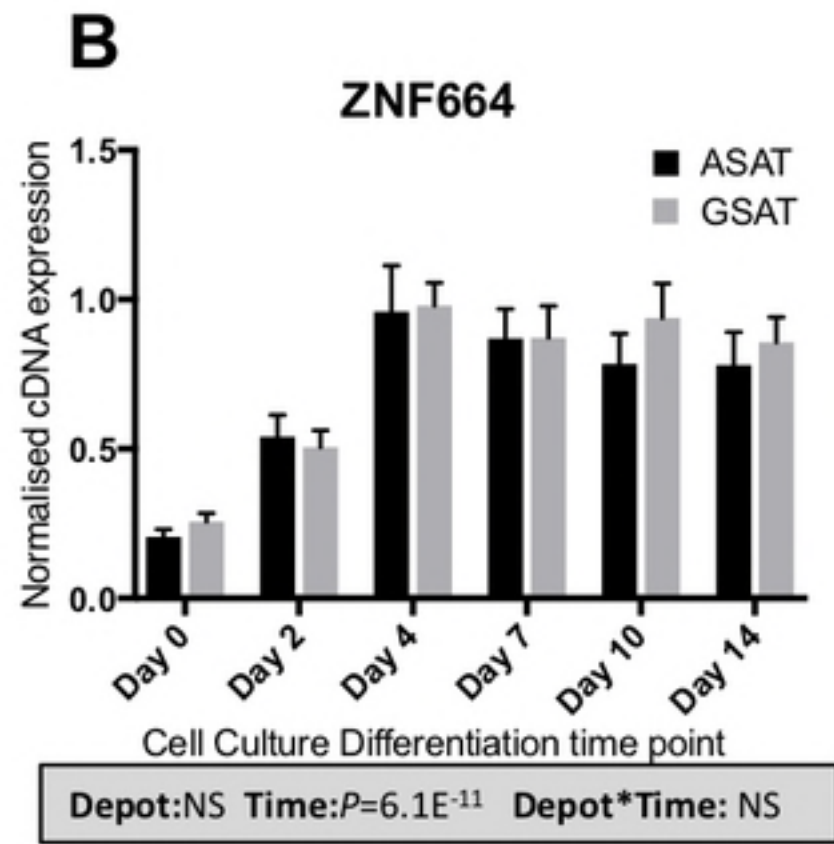 B
ZNF664
1.5
1.0
0.5
0.0
Normalised cDNA expression
ASAT
GSAT
Day 0
Day 2
Day 4
Day 7
Day 10
Day 14
Cell Culture Differentiation time point
Depot:NS Time:P=6.1E⁻¹¹ Depot*Time: NS